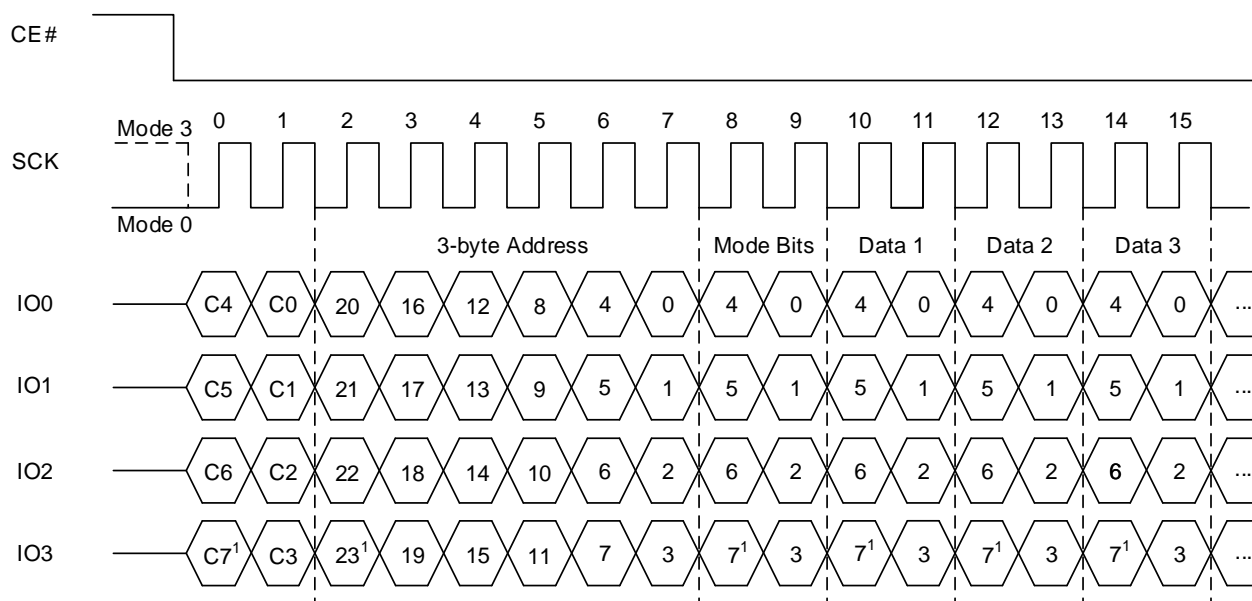 CE#
0 1 2 3 4 5 6 7 8 9 10 11 12 13 14 15
Mode 3
SCK
Mode 0
3-byte Address Mode Bits Data 1 Data 2 Data 3
IO0 C4 C0 20 16 12 8 4 0 4 0 4 0 4 0 4 0 ...
IO1 C5 C1 21 17 13 9 5 1 5 1 5 1 5 1 5 1 ...
IO2 C6 C2 22 18 14 10 6 2 6 2 6 2 6 2 6 2 ...
IO3 C7¹ C3 23¹ 19 15 11 7 3 7¹ 3 7¹ 3 7¹ 3 7¹ 3 ...